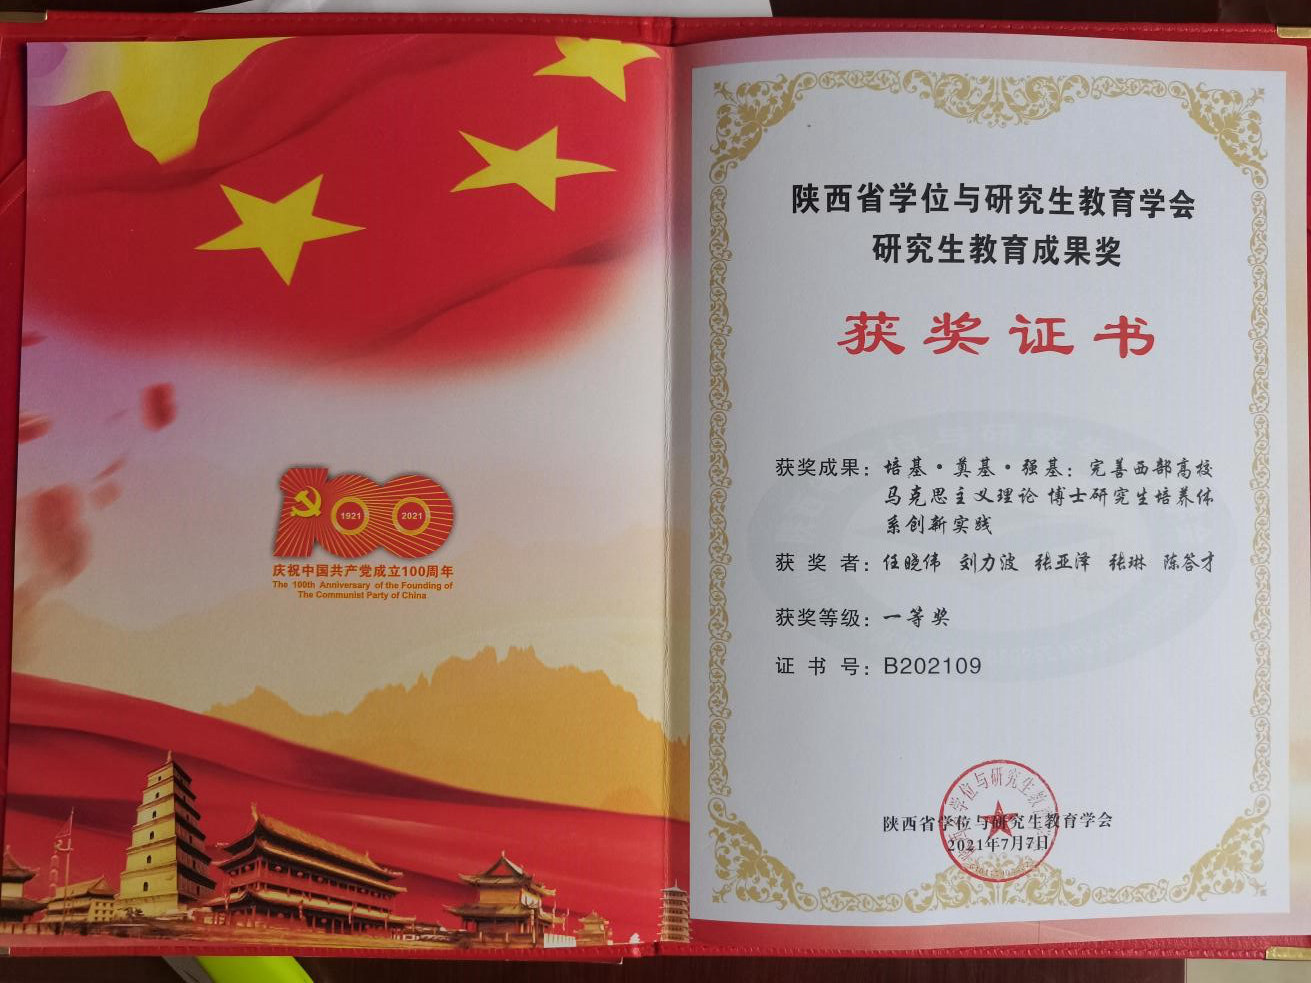 1921
2021
庆祝中国共产党成立100周年
The 100th Anniversary of the Founding of
The Communist Party of China
陕西省学位与研究生教育学会
研究生教育成果奖
获奖证书
获奖成果：培基·奠基·强基：完善西部高校
马克思主义理论博士研究生培养体
系创新实践
获 奖 者：任晓伟 刘力波 张亚泽 张琳 陈答才
获奖等级：一等奖
证 书 号：B202109
陕西省学位与研究生教育学会
2021年7月7日